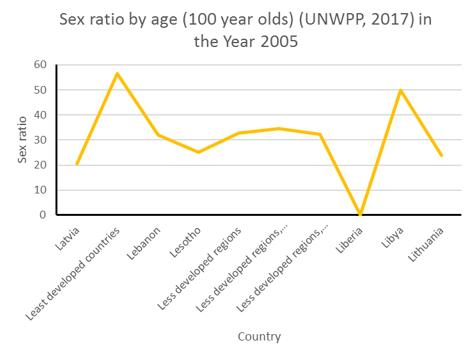 Sex ratio by age (100 year olds) (UNWPP, 2017) in
the Year 2005
60
50
40
30
20
10
0
Sex ratio
Latvia
Least developed countries
Lebanon
Lesotho
Less developed regions
Less developed regions,...
Less developed regions,...
Liberia
Libya
Lithuania
Country